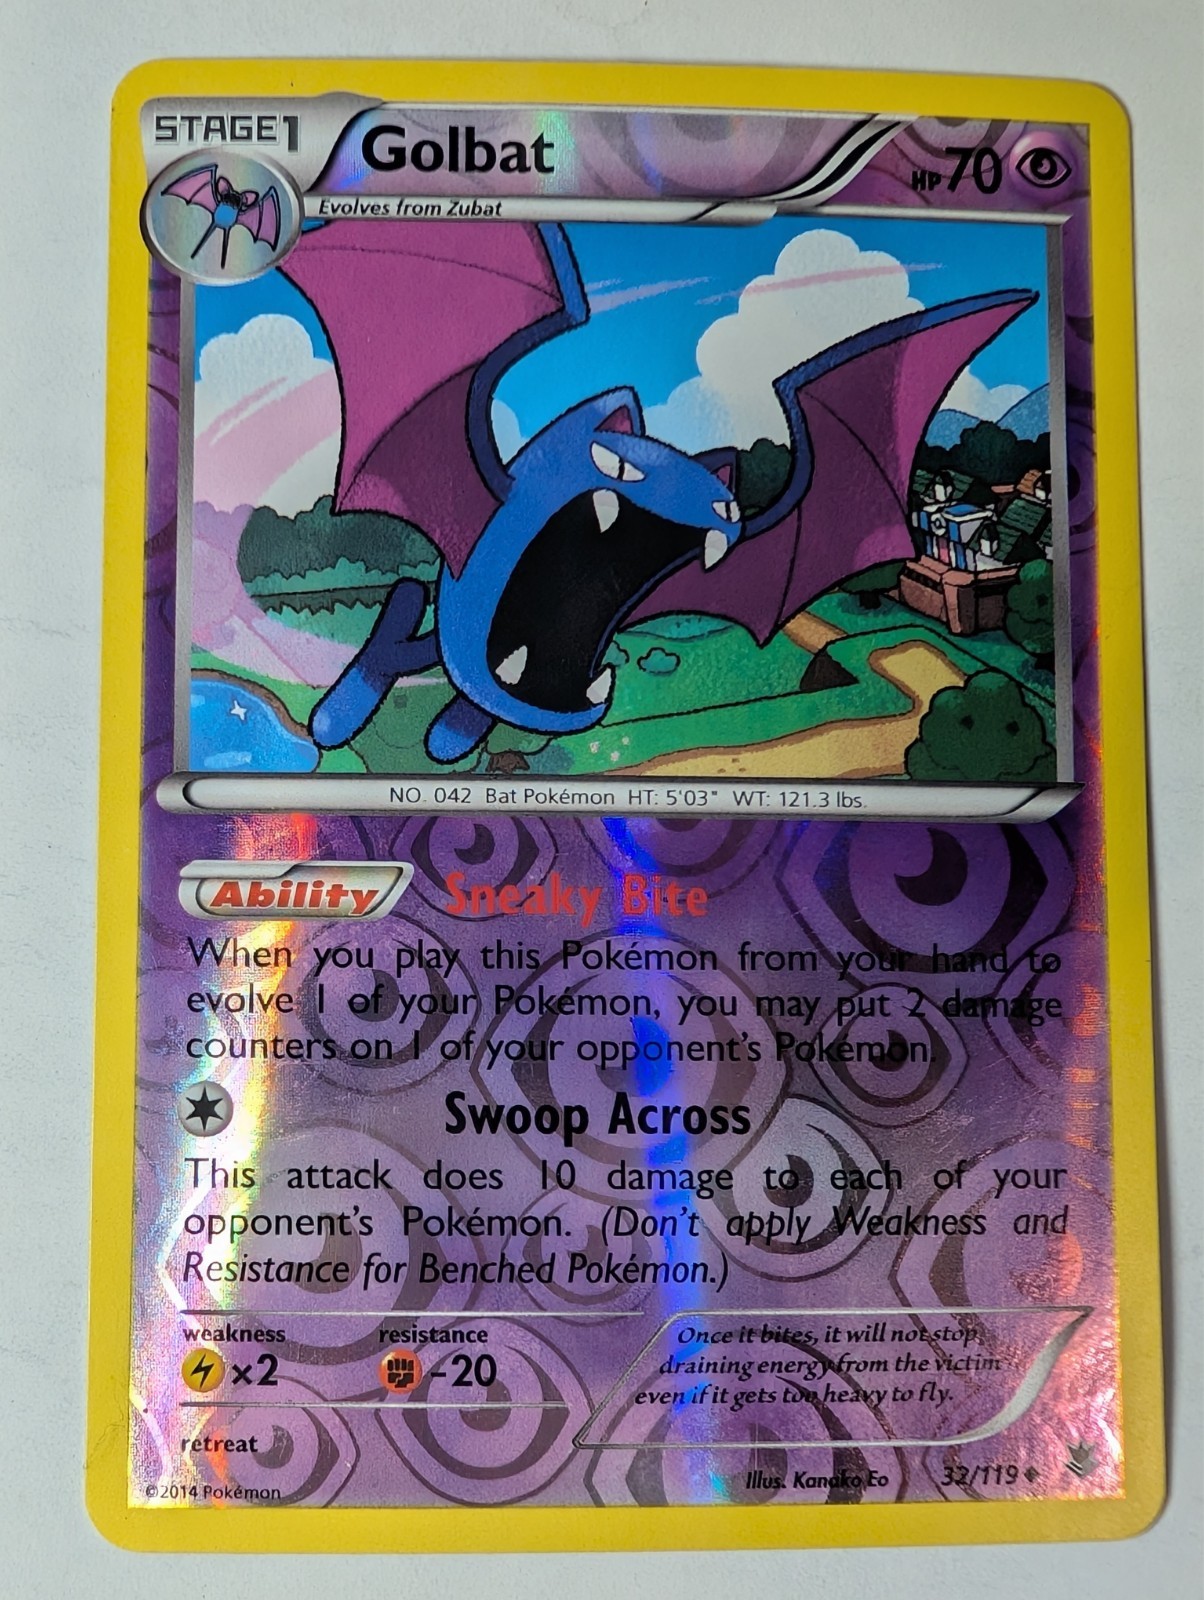 STAGE1
Golbat
HP70
Evolves from Zubat
NO. 042 Bat Pokémon HT: 5'03" WT: 121.3 lbs.
Ability Sneaky Bite
When you play this Pokémon from your hand to
evolve 1 of your Pokémon, you may put 2 damage
counters on 1 of your opponent's Pokémon.
Swoop Across
This attack does 10 damage to each of your
opponent's Pokémon. (Don't apply Weakness and
Resistance for Benched Pokémon.)
weakness resistance
×2 -20
Once it bites, it will not stop
draining energy from the victim
even if it gets too heavy to fly.
retreat
Illus. Kanako Eo 32/119
©2014 Pokémon